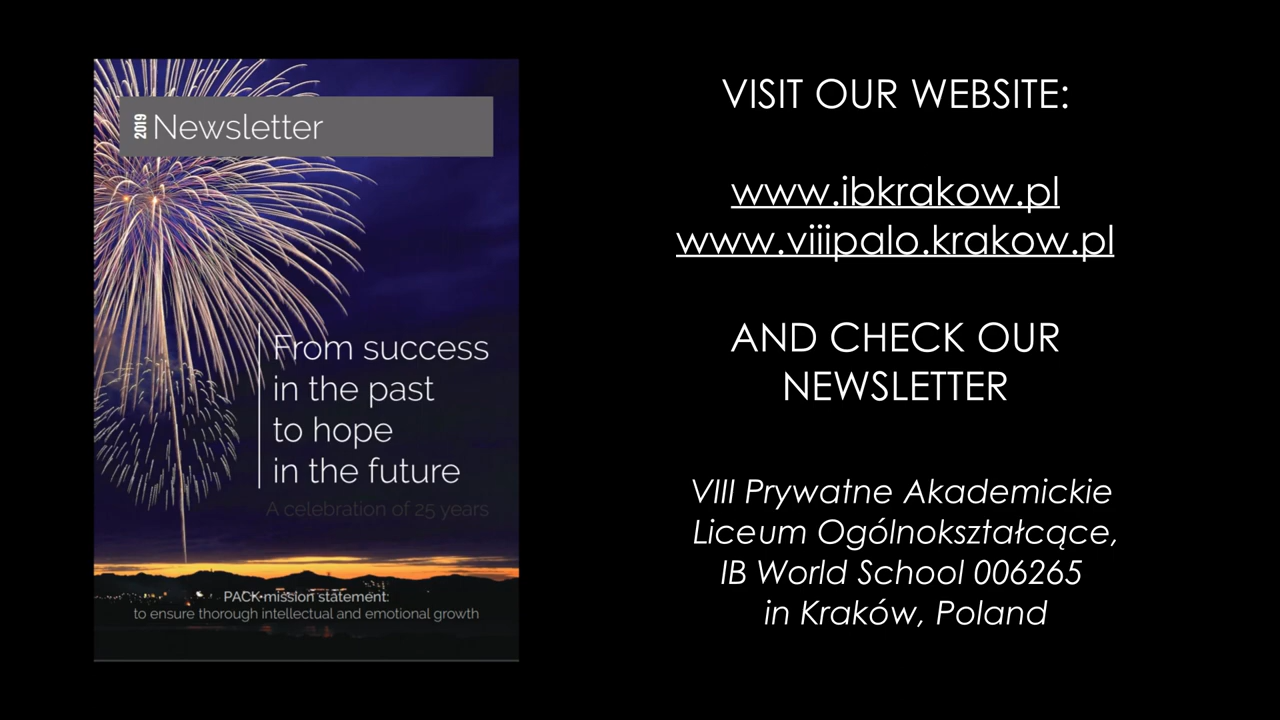 2019 Newsletter
From success
in the past
to hope
in the future
A celebration of 25 years
PACK-mission statement:
to ensure thorough intellectual and emotional growth
VISIT OUR WEBSITE:
www.ibkrakow.pl
www.viiipalo.krakow.pl
AND CHECK OUR
NEWSLETTER
VIII Prywatne Akademickie
Liceum Ogólnokształcące,
IB World School 006265
in Kraków, Poland